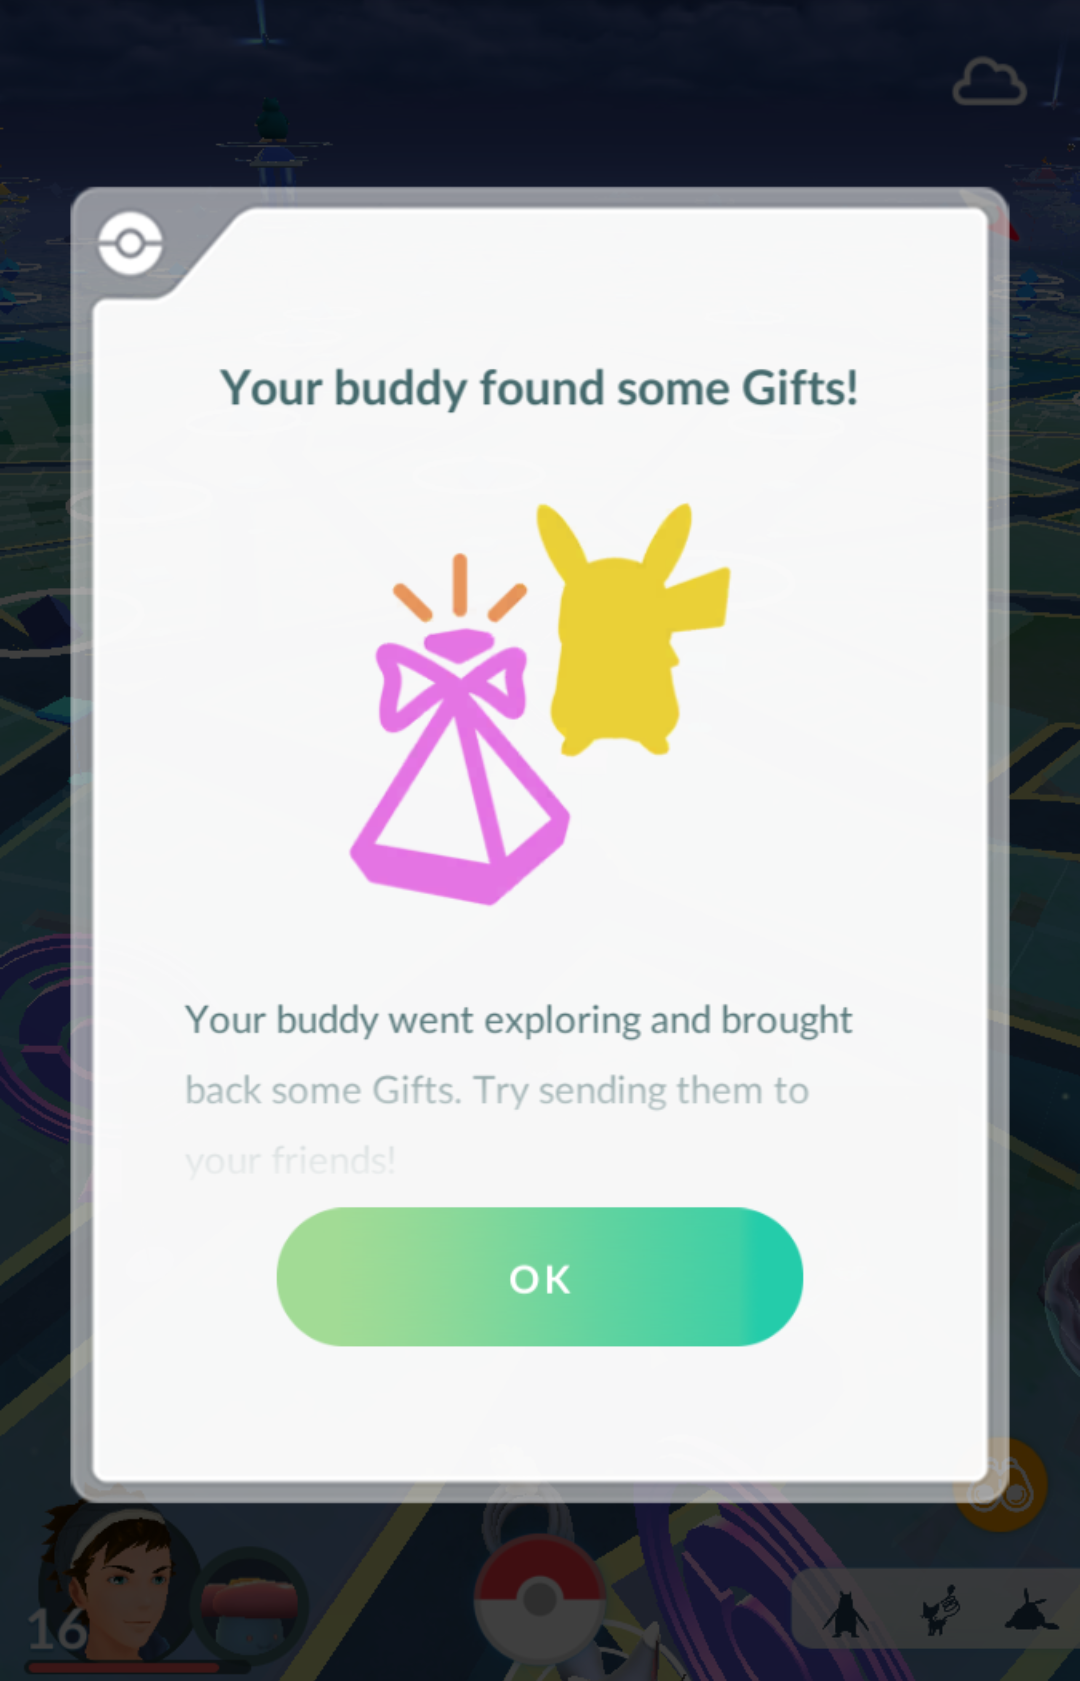 Your buddy found some Gifts!
Your buddy went exploring and brought
back some Gifts. Try sending them to
your friends!
OK
16